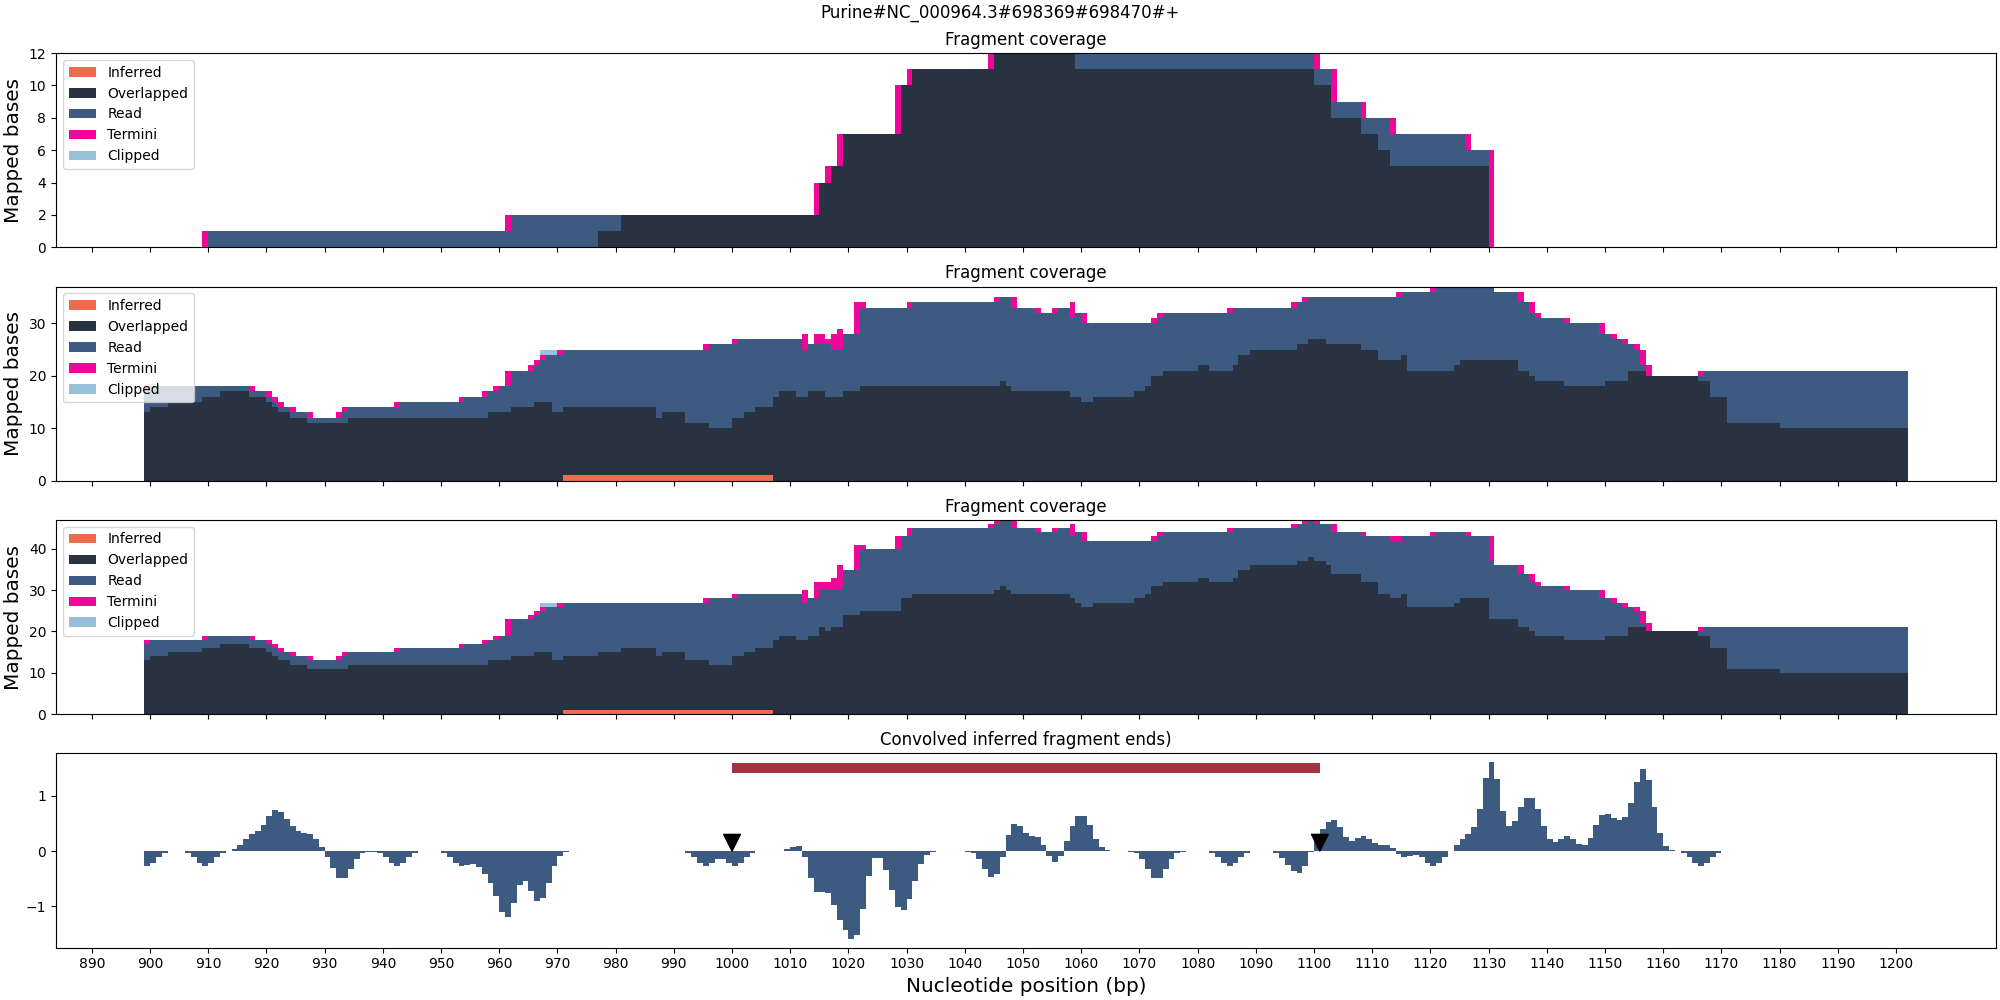 Purine#NC_000964.3#698369#698470#+
Fragment coverage
Mapped bases
12
10
8
6
4
2
0
Inferred
Overlapped
Read
Termini
Clipped
Fragment coverage
Mapped bases
30
20
10
0
Inferred
Overlapped
Read
Termini
Clipped
Fragment coverage
Mapped bases
40
30
20
10
0
Inferred
Overlapped
Read
Termini
Clipped
Convolved inferred fragment ends)
1
0
−1
890 900 910 920 930 940 950 960 970 980 990 1000 1010 1020 1030 1040 1050 1060 1070 1080 1090 1100 1110 1120 1130 1140 1150 1160 1170 1180 1190 1200
Nucleotide position (bp)